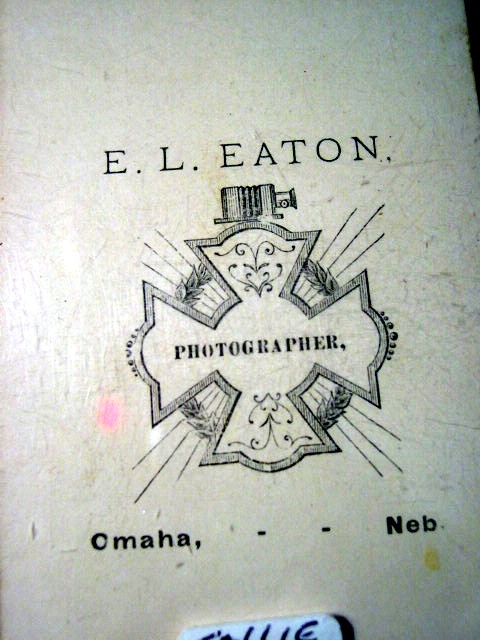 E. L. EATON.
PHOTOGRAPHER,
Omaha, - - Neb